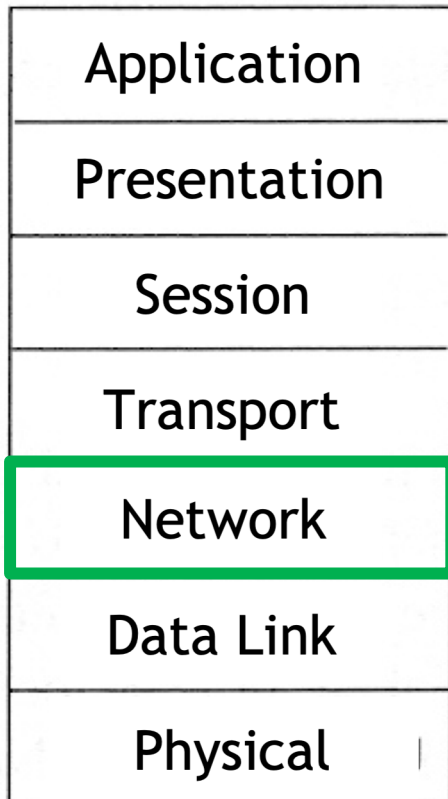 Application
Presentation
Session
Transport
Network
Data Link
Physical